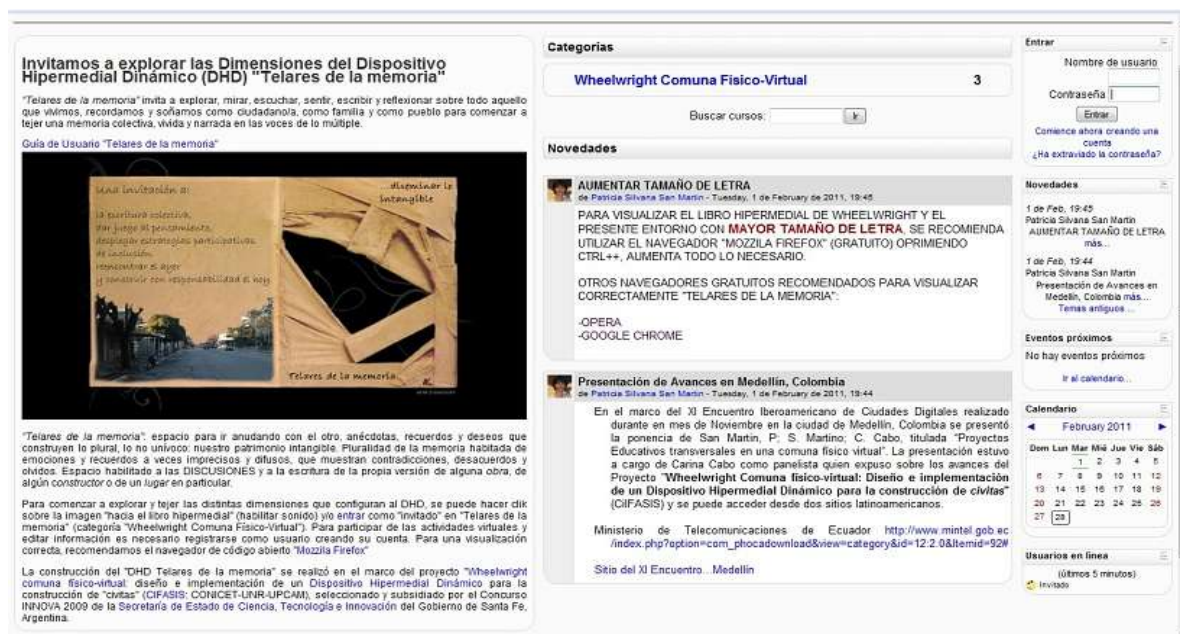 Invitamos a explorar las Dimensiones del Dispositivo
Hipermedial Dinámico (DHD) "Telares de la memoria"
"Telares de la memoria" invita a explorar, mirar, escuchar, sentir, escribir y reflexionar sobre todo aquello
que vivimos, recordamos y soñamos como ciudadano/a, como familia y como pueblo para comenzar a
tejer una memoria colectiva, vivida y narrada en las voces de lo múltiple.
Guía de Usuario "Telares de la memoria"
Una invitación a:
la escritura colectiva,
dar juego al pensamiento,
desplegar estrategias participativas
de inclusión,
reencontrar el ayer
y construir con responsabilidad el hoy
...diseminar lo
intangible
Telares de la memoria
"Telares de la memoria": espacio para ir anudando con el otro, anécdotas, recuerdos y deseos que
construyen lo plural, lo no unívoco: nuestro patrimonio intangible. Pluralidad de la memoria habitada de
emociones y recuerdos a veces imprecisos y difusos, que muestran contradicciones, desacuerdos y
olvidos. Espacio habilitado a las DISCUSIONES y a la escritura de la propia versión de alguna obra, de
algún constructor o de un lugar en particular.
Para comenzar a explorar y tejer las distintas dimensiones que configuran al DHD, se puede hacer clik
sobre la imagen "hacia el libro hipermedial" (habilitar sonido) y/o entrar como "invitado" en "Telares de la
memoria" (categoría "Wheelwright Comuna Físico-Virtual"). Para participar de las actividades virtuales y
editar información es necesario registrarse como usuario creando su cuenta. Para una visualización
correcta, recomendamos el navegador de código abierto "Mozzila Firefox"
La construcción del "DHD Telares de la memoria" se realizó en el marco del proyecto "Wheelwright
comuna físico-virtual: diseño e implementación de un Dispositivo Hipermedial Dinámico para la
construcción de "civitas" (CIFASIS: CONICET-UNR-UPCAM), seleccionado y subsidiado por el Concurso
INNOVA 2009 de la Secretaría de Estado de Ciencia, Tecnología e Innovación del Gobierno de Santa Fe,
Argentina.
Categorías
Wheelwright Comuna Físico-Virtual 3
Buscar cursos: Ir
Novedades
AUMENTAR TAMAÑO DE LETRA
de Patricia Silvana San Martin - Tuesday, 1 de February de 2011, 19:45
PARA VISUALIZAR EL LIBRO HIPERMEDIAL DE WHEELWRIGHT Y EL
PRESENTE ENTORNO CON MAYOR TAMAÑO DE LETRA, SE RECOMIENDA
UTILIZAR EL NAVEGADOR "MOZZILA FIREFOX" (GRATUITO) OPRIMIENDO
CTRL++, AUMENTA TODO LO NECESARIO.
OTROS NAVEGADORES GRATUITOS RECOMENDADOS PARA VISUALIZAR
CORRECTAMENTE "TELARES DE LA MEMORIA":
-OPERA
-GOOGLE CHROME
Presentación de Avances en Medellín, Colombia
de Patricia Silvana San Martin - Tuesday, 1 de February de 2011, 19:44
En el marco del XI Encuentro Iberoamericano de Ciudades Digitales realizado
durante en mes de Noviembre en la ciudad de Medellín, Colombia se presentó
la ponencia de San Martin, P; S. Martino; C. Cabo, titulada "Proyectos
Educativos transversales en una comuna físico virtual". La presentación estuvo
a cargo de Carina Cabo como panelista quien expuso sobre los avances del
Proyecto "Wheelwright Comuna físico-virtual: Diseño e implementación
de un Dispositivo Hipermedial Dinámico para la construcción de civitas"
(CIFASIS) y se puede acceder desde dos sitios latinoamericanos.
Ministerio de Telecomunicaciones de Ecuador http://www.mintel.gob.ec
/index.php?option=com_phocadownload&view=category&id=12:2.0&Itemid=92#
Sitio del XI Encuentro...Medellín
Entrar
Nombre de usuario
Contraseña
Entrar
Comience ahora creando una
cuenta
¿Ha extraviado la contraseña?
Novedades
1 de Feb, 19:45
Patricia Silvana San Martin
AUMENTAR TAMAÑO DE LETRA
más...
1 de Feb, 19:44
Patricia Silvana San Martin
Presentación de Avances en
Medellín, Colombia más...
Temas antiguos ...
Eventos próximos
No hay eventos próximos
Ir al calendario...
Calendario
◄ February 2011 ►
Dom Lun Mar Mié Jue Vie Sáb
1 2 3 4 5
6 7 8 9 10 11 12
13 14 15 16 17 18 19
20 21 22 23 24 25 26
27 28
Usuarios en línea
(últimos 5 minutos)
Invitado